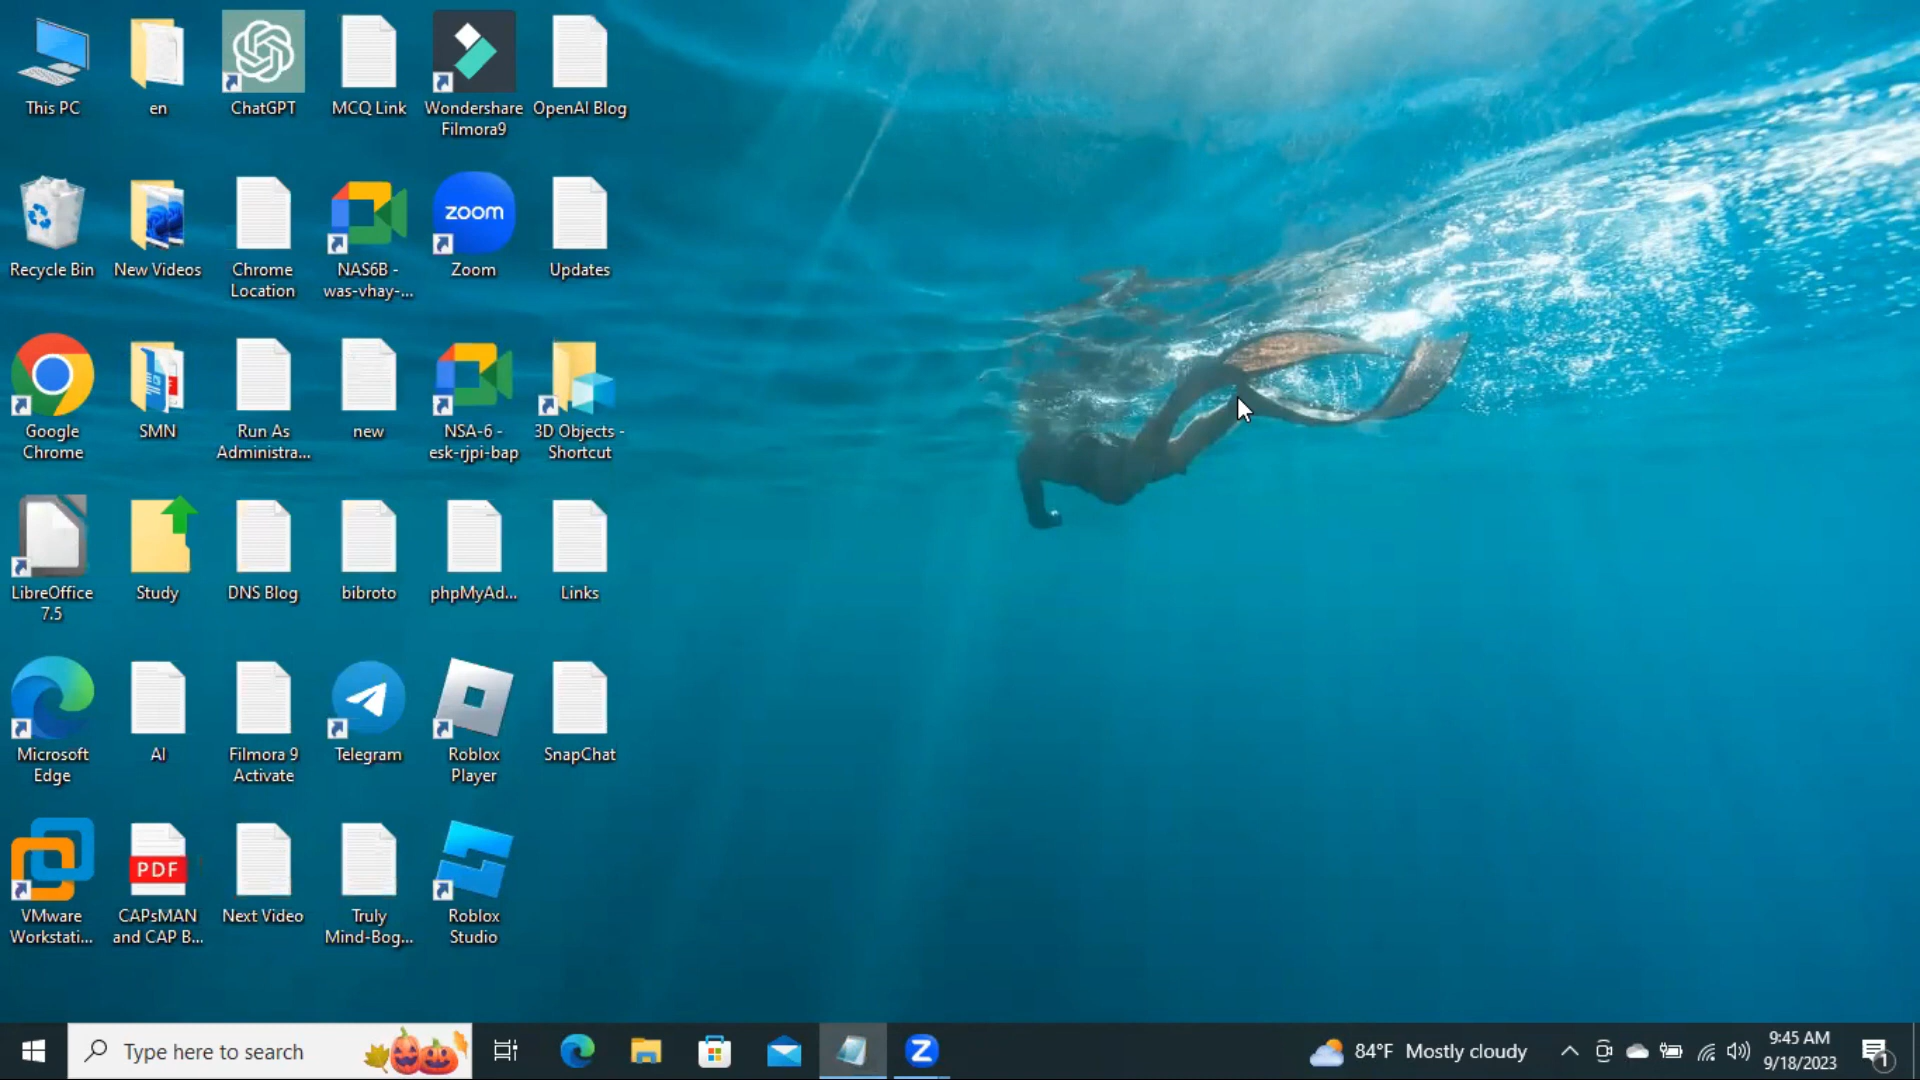 This PC
en
ChatGPT
MCQ Link
Wondershare
Filmora9
OpenAI Blog
Recycle Bin
New Videos
Chrome
Location
NAS6B -
was-vhay-...
zoom
Zoom
Updates
Google
Chrome
SMN
Run As
Administra...
new
NSA-6 -
esk-rjpi-bap
3D Objects -
Shortcut
LibreOffice
7.5
Study
DNS Blog
bibroto
phpMyAd...
Links
Microsoft
Edge
AI
Filmora 9
Activate
Telegram
Roblox
Player
SnapChat
VMware
Workstati...
PDF
CAPsMAN
and CAP B...
Next Video
Truly
Mind-Bog...
Roblox
Studio
Type here to search
Z
84°F Mostly cloudy
9:45 AM
9/18/2023
1